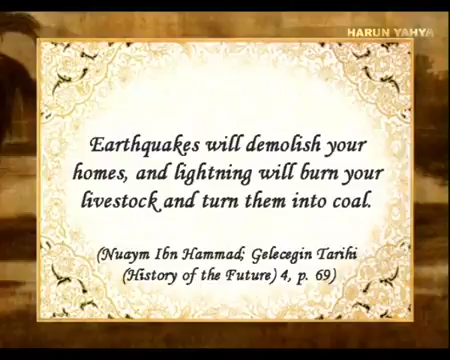 HARUN YAHYA
Earthquakes will demolish your
homes, and lightning will burn your
livestock and turn them into coal.
(Nuaym Ibn Hammad; Gelecegin Tarihi
(History of the Future) 4, p. 69)